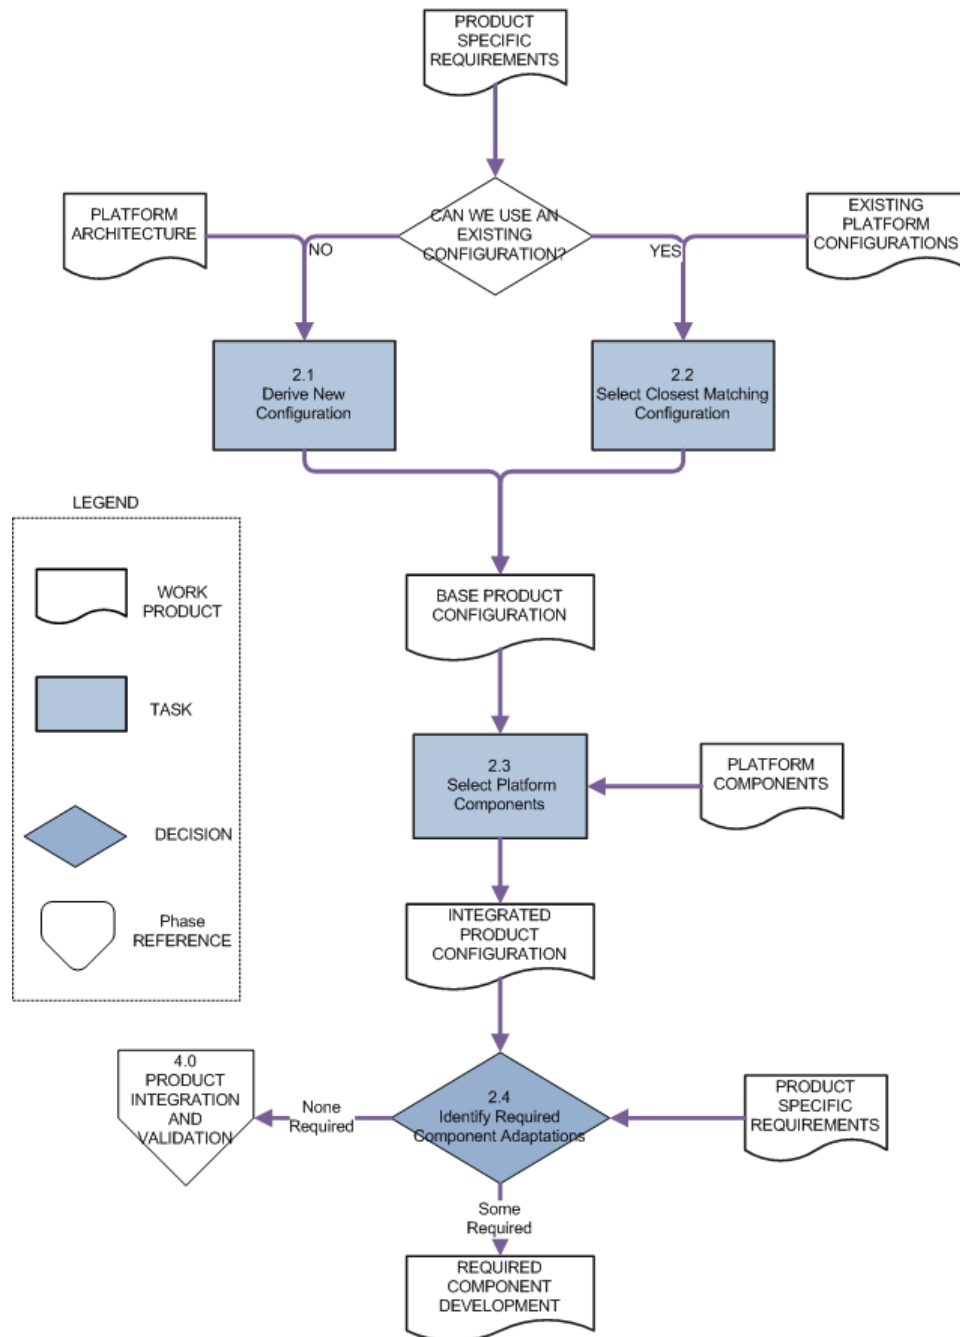 PRODUCT
SPECIFIC
REQUIREMENTS
PLATFORM
ARCHITECTURE
CAN WE USE AN
EXISTING
CONFIGURATION?
EXISTING
PLATFORM
CONFIGURATIONS
NO
YES
2.1
Derive New
Configuration
2.2
Select Closest Matching
Configuration
LEGEND
WORK
PRODUCT
TASK
DECISION
Phase
REFERENCE
BASE PRODUCT
CONFIGURATION
2.3
Select Platform
Components
PLATFORM
COMPONENTS
INTEGRATED
PRODUCT
CONFIGURATION
4.0
PRODUCT
INTEGRATION
AND
VALIDATION
None
Required
2.4
Identify Required
Component Adaptations
PRODUCT
SPECIFIC
REQUIREMENTS
Some
Required
REQUIRED
COMPONENT
DEVELOPMENT